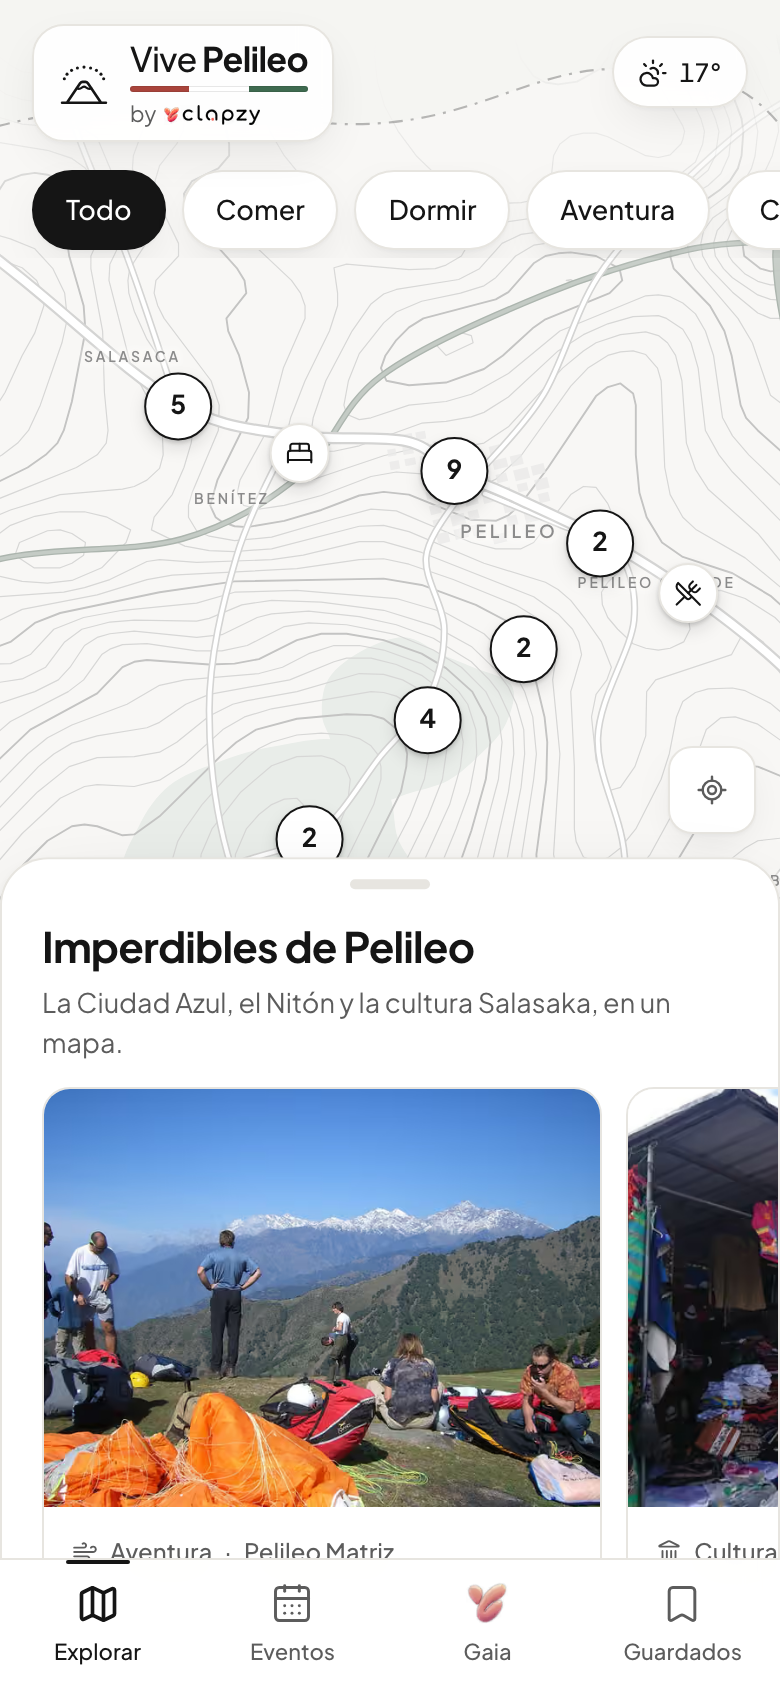 Vive Pelileo
by clapzy
17°
Todo
Comer
Dormir
Aventura
C
SALASACA
5
9
BENÍTEZ
PELILEO
2
PELILEO
DE
2
4
2
B
Imperdibles de Pelileo
La Ciudad Azul, el Nitón y la cultura Salasaka, en un
mapa.
Aventura · Pelileo Matriz
Cultura
Explorar
Eventos
Gaia
Guardados